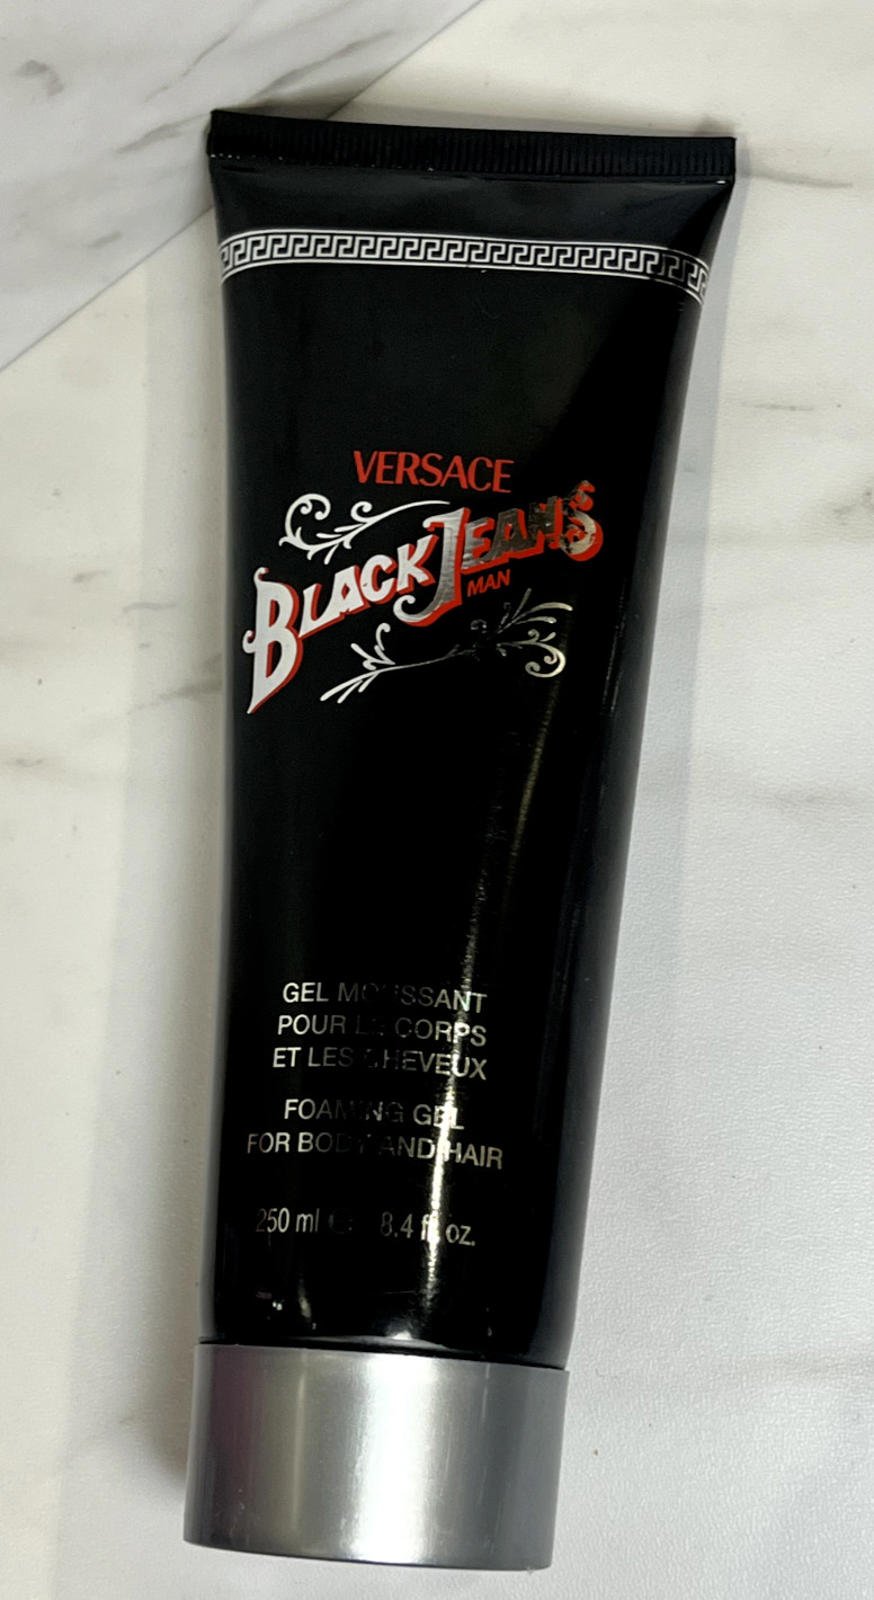 VERSACE
BLACK JEANS
MAN
GEL MOUSSANT
POUR LE CORPS
ET LES CHEVEUX
FOAMING GEL
FOR BODY AND HAIR
250 ml e 8.4 fl. oz.